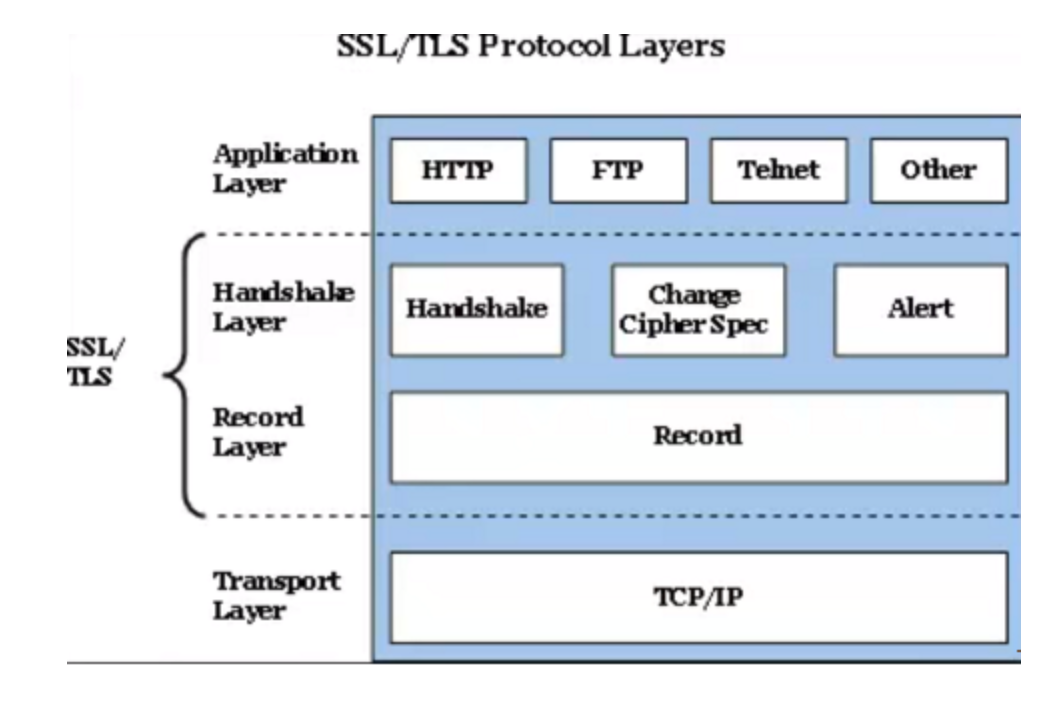 SSL/TLS Protocol Layers
Application
Layer
HTTP
FTP
Telnet
Other
Handshake
Layer
Handshake
Change
Cipher Spec
Alert
SSL/
TLS
Record
Layer
Record
Transport
Layer
TCP/IP